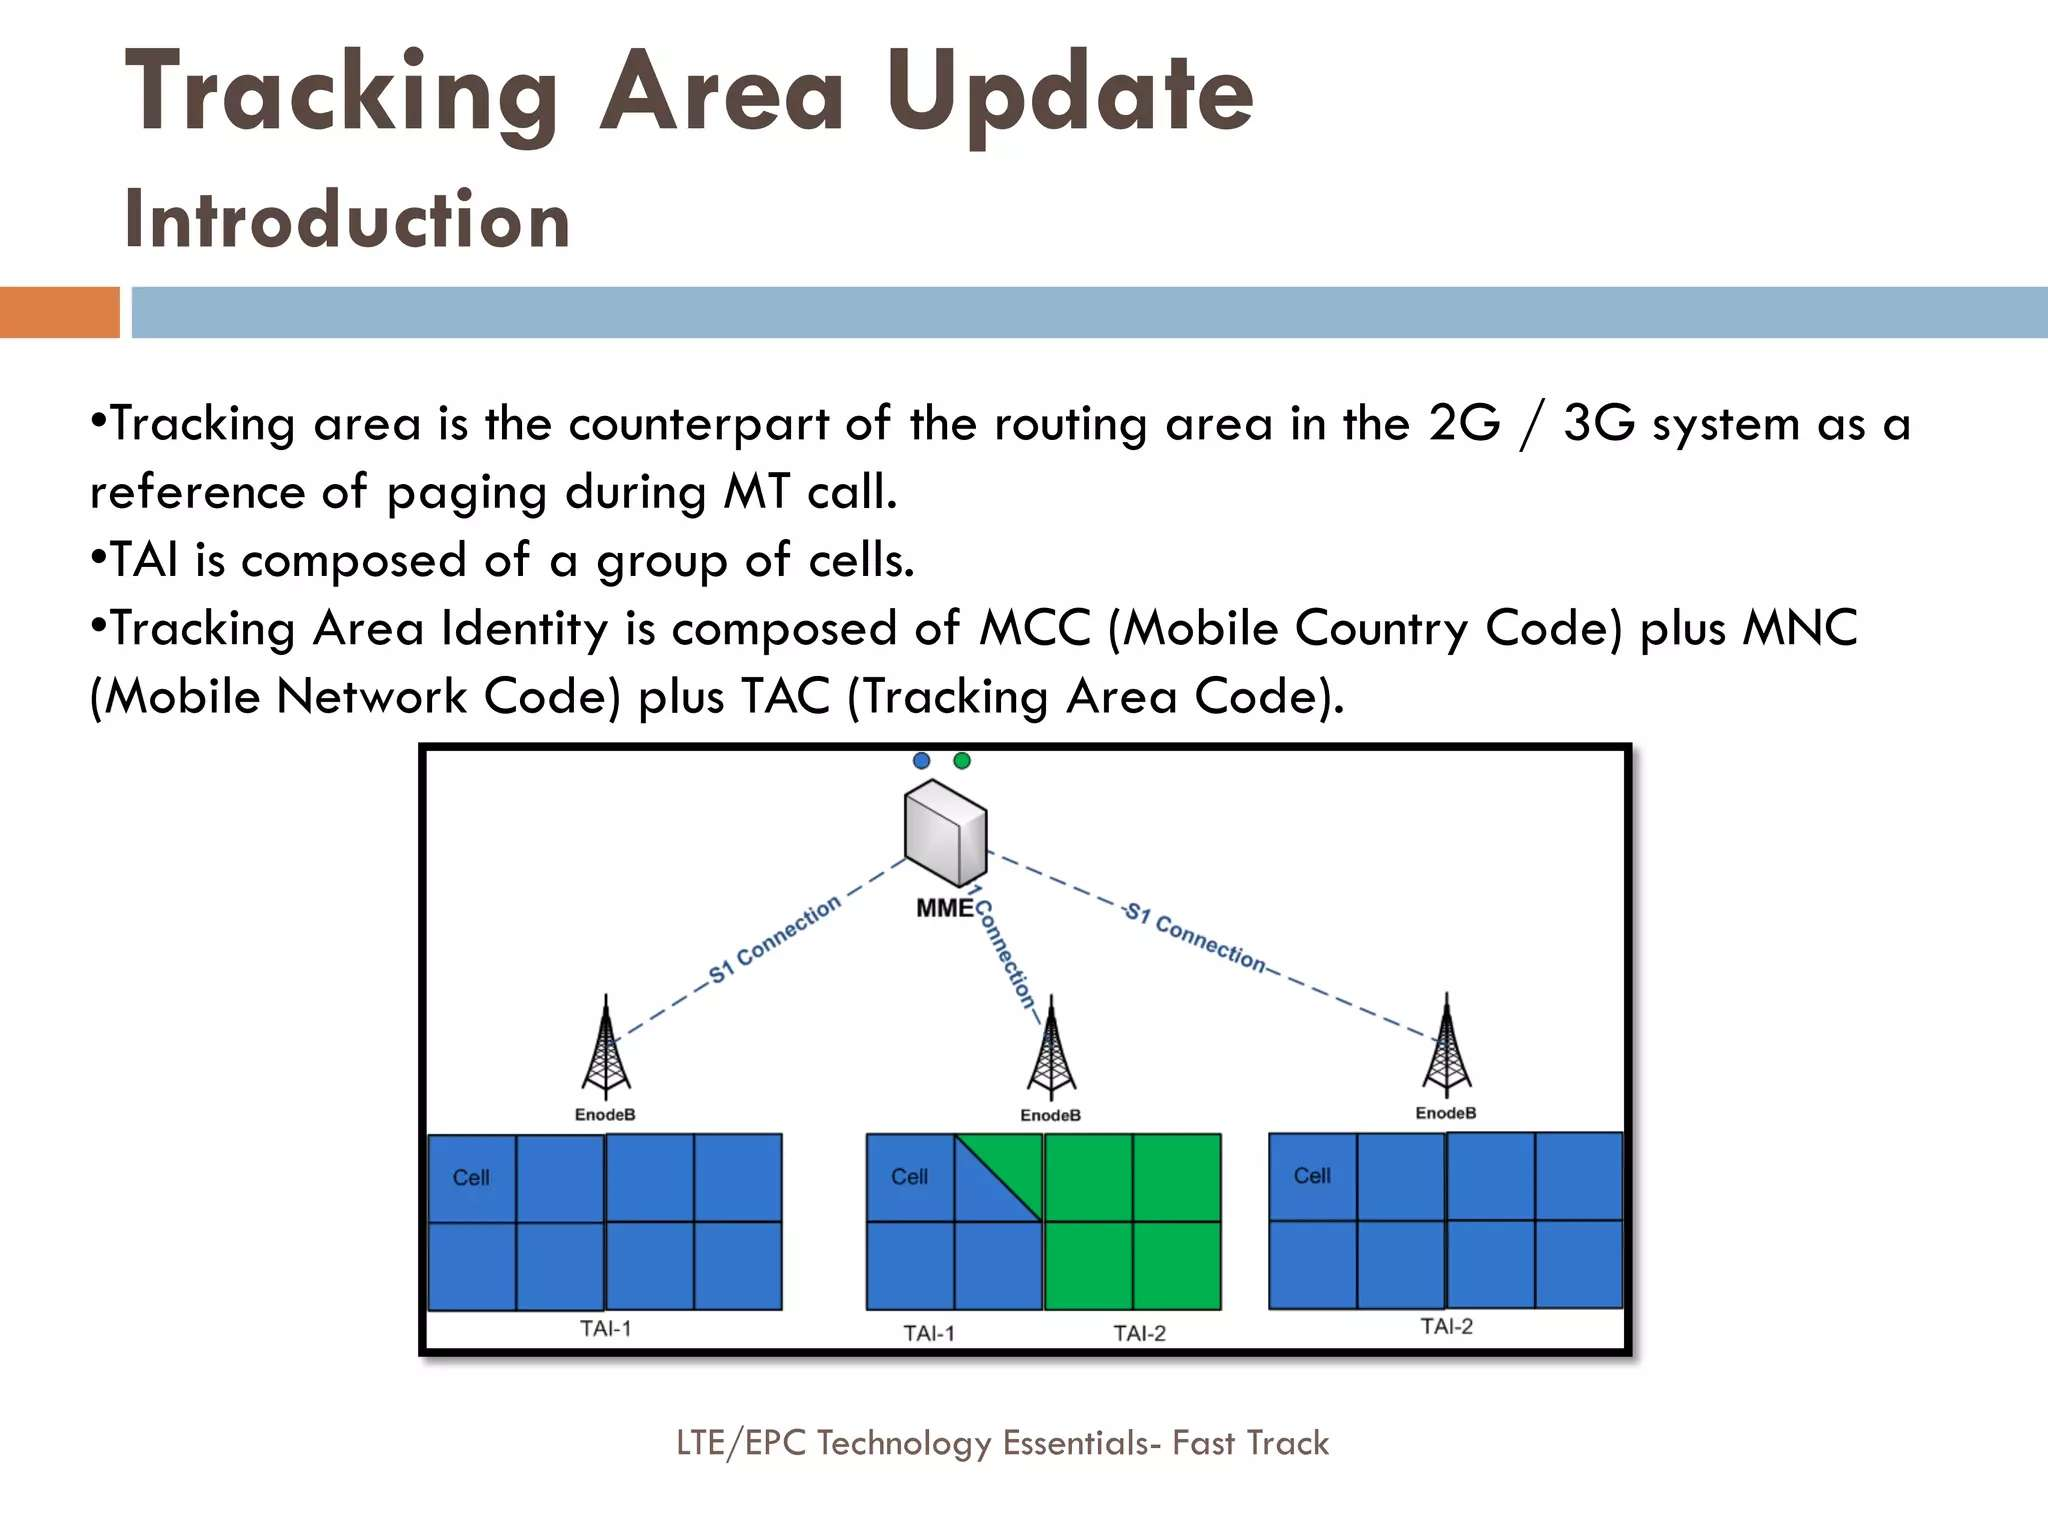 Tracking Area Update
Introduction
•Tracking area is the counterpart of the routing area in the 2G / 3G system as a
reference of paging during MT call.
•TAI is composed of a group of cells.
•Tracking Area Identity is composed of MCC (Mobile Country Code) plus MNC
(Mobile Network Code) plus TAC (Tracking Area Code).
MME
S1 Connection
1 Connection
S1 Connection
EnodeB
EnodeB
EnodeB
Cell
Cell
Cell
TAI-1
TAI-1
TAI-2
TAI-2
LTE/EPC Technology Essentials- Fast Track